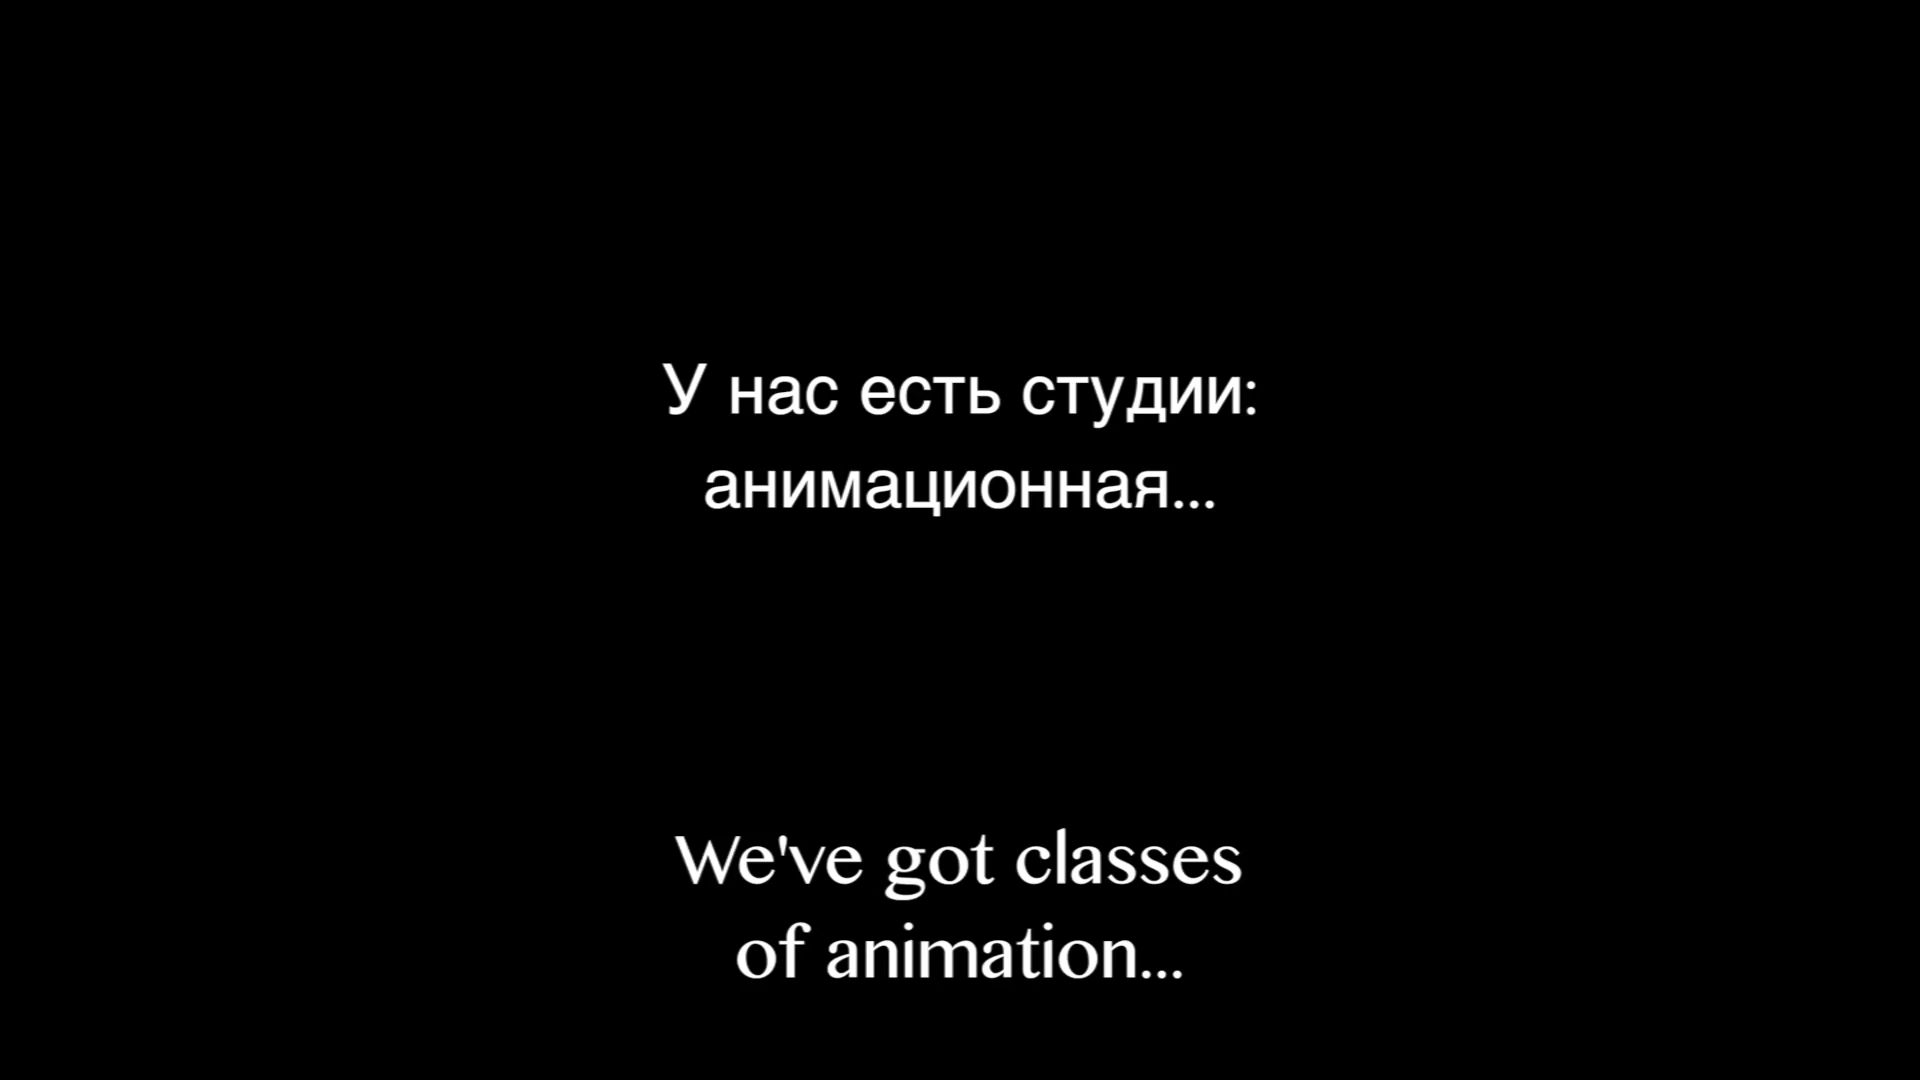 У нас есть студии:
анимационная...
We've got classes
of animation...